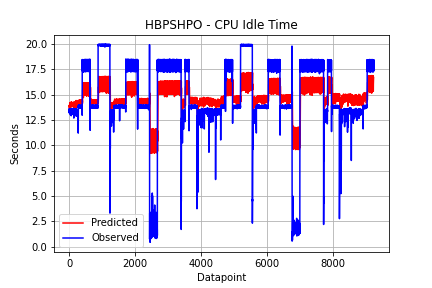 HBPSHPO - CPU Idle Time
20.0
17.5
15.0
12.5
10.0
7.5
5.0
2.5
0.0
Seconds
Predicted
Observed
0 2000 4000 6000 8000
Datapoint